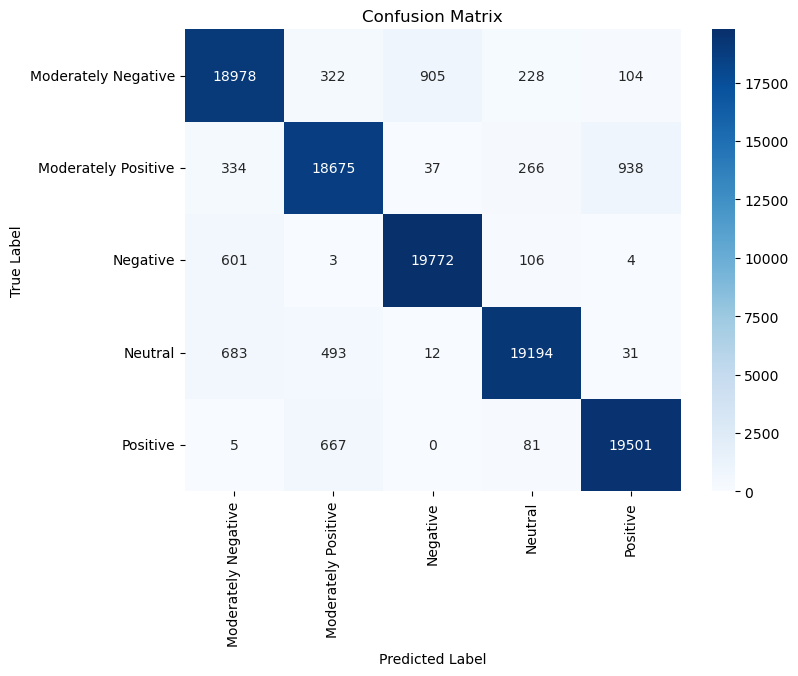 Confusion Matrix
True Label
Moderately Negative 18978 322 905 228 104
Moderately Positive 334 18675 37 266 938
Negative 601 3 19772 106 4
Neutral 683 493 12 19194 31
Positive 5 667 0 81 19501
Moderately Negative
Moderately Positive
Negative
Neutral
Positive
Predicted Label
17500
15000
12500
10000
7500
5000
2500
0